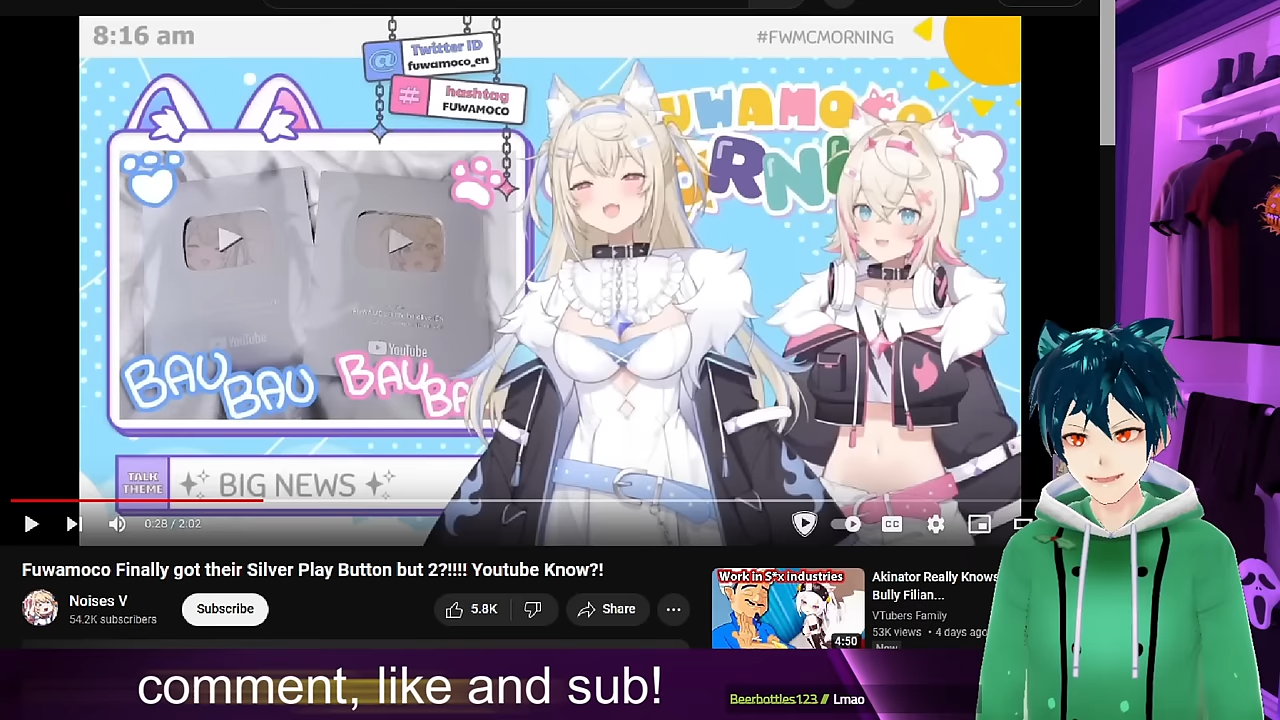 8:16 am
Twitter ID
fuwamoco_en
hashtag
FUWAMOCO
#FWMCMORNING
YouTube
BAU BAU
BAU BA
TALK THEME
BIG NEWS
0:28 / 2:02
CC
Fuwamoco Finally got their Silver Play Button but 2?!!!! Youtube Know?!
Noises V
54.2K subscribers
Subscribe
5.8K
Share
Work in S*x industries
4:50
Akinator Really Knows
Bully Filian...
VTubers Family
53K views • 4 days ago
comment, like and sub!
Beerbottles123 // Lmao